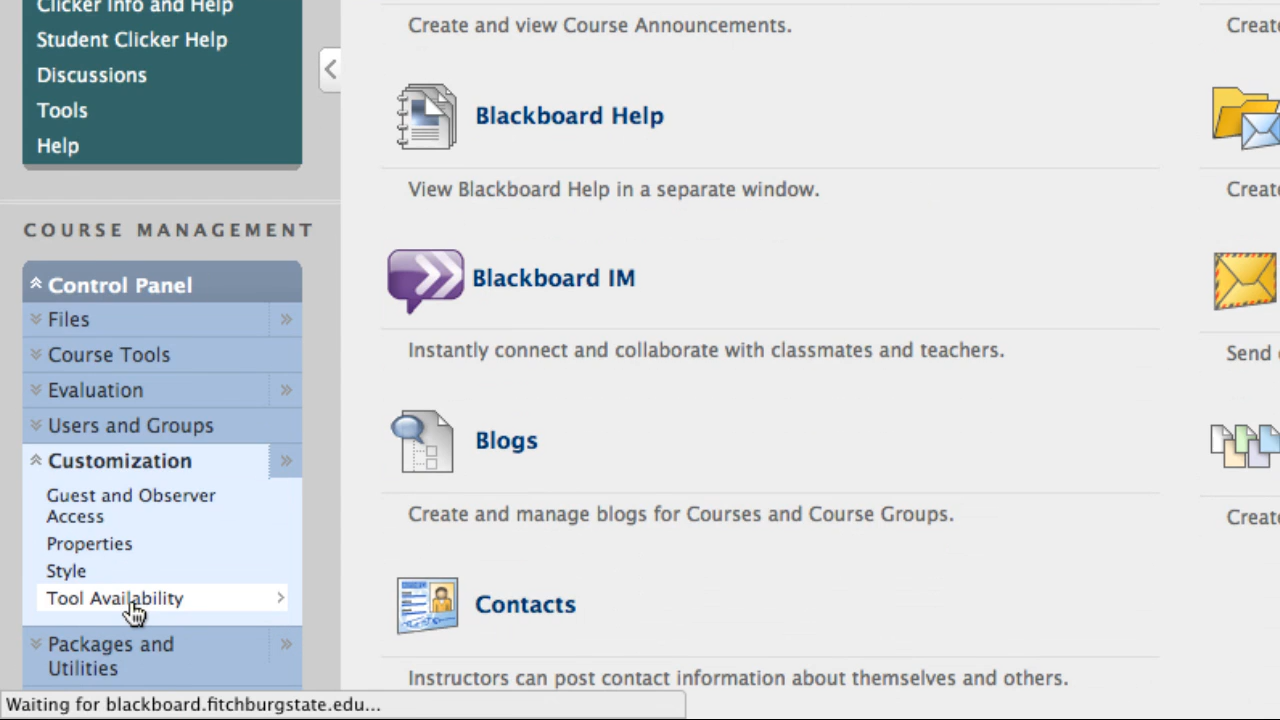 Clicker Info and Help
Student Clicker Help
Discussions
Tools
Help
COURSE MANAGEMENT
Control Panel
Files
Course Tools
Evaluation
Users and Groups
Customization
Guest and Observer
Access
Properties
Style
Tool Availability
Packages and
Utilities
Waiting for blackboard.fitchburgstate.edu...
Create and view Course Announcements.
Blackboard Help
View Blackboard Help in a separate window.
Blackboard IM
Instantly connect and collaborate with classmates and teachers.
Blogs
Create and manage blogs for Courses and Course Groups.
Contacts
Instructors can post contact information about themselves and others.
Create
Create
Send
Create